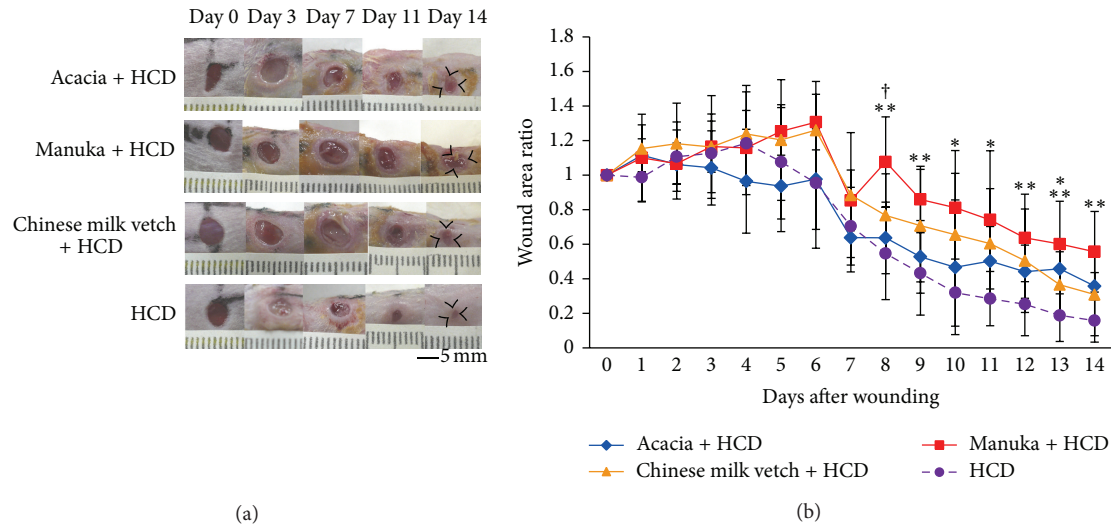 Day 0 Day 3 Day 7 Day 11 Day 14
Acacia + HCD
Manuka + HCD
Chinese milk vetch
+ HCD
HCD
5 mm
(a)
1.8
1.6
1.4
1.2
1
0.8
0.6
0.4
0.2
0
Wound area ratio
†
** ** * * ** * ** **
0 1 2 3 4 5 6 7 8 9 10 11 12 13 14
Days after wounding
Acacia + HCD
Manuka + HCD
Chinese milk vetch + HCD
HCD
(b)